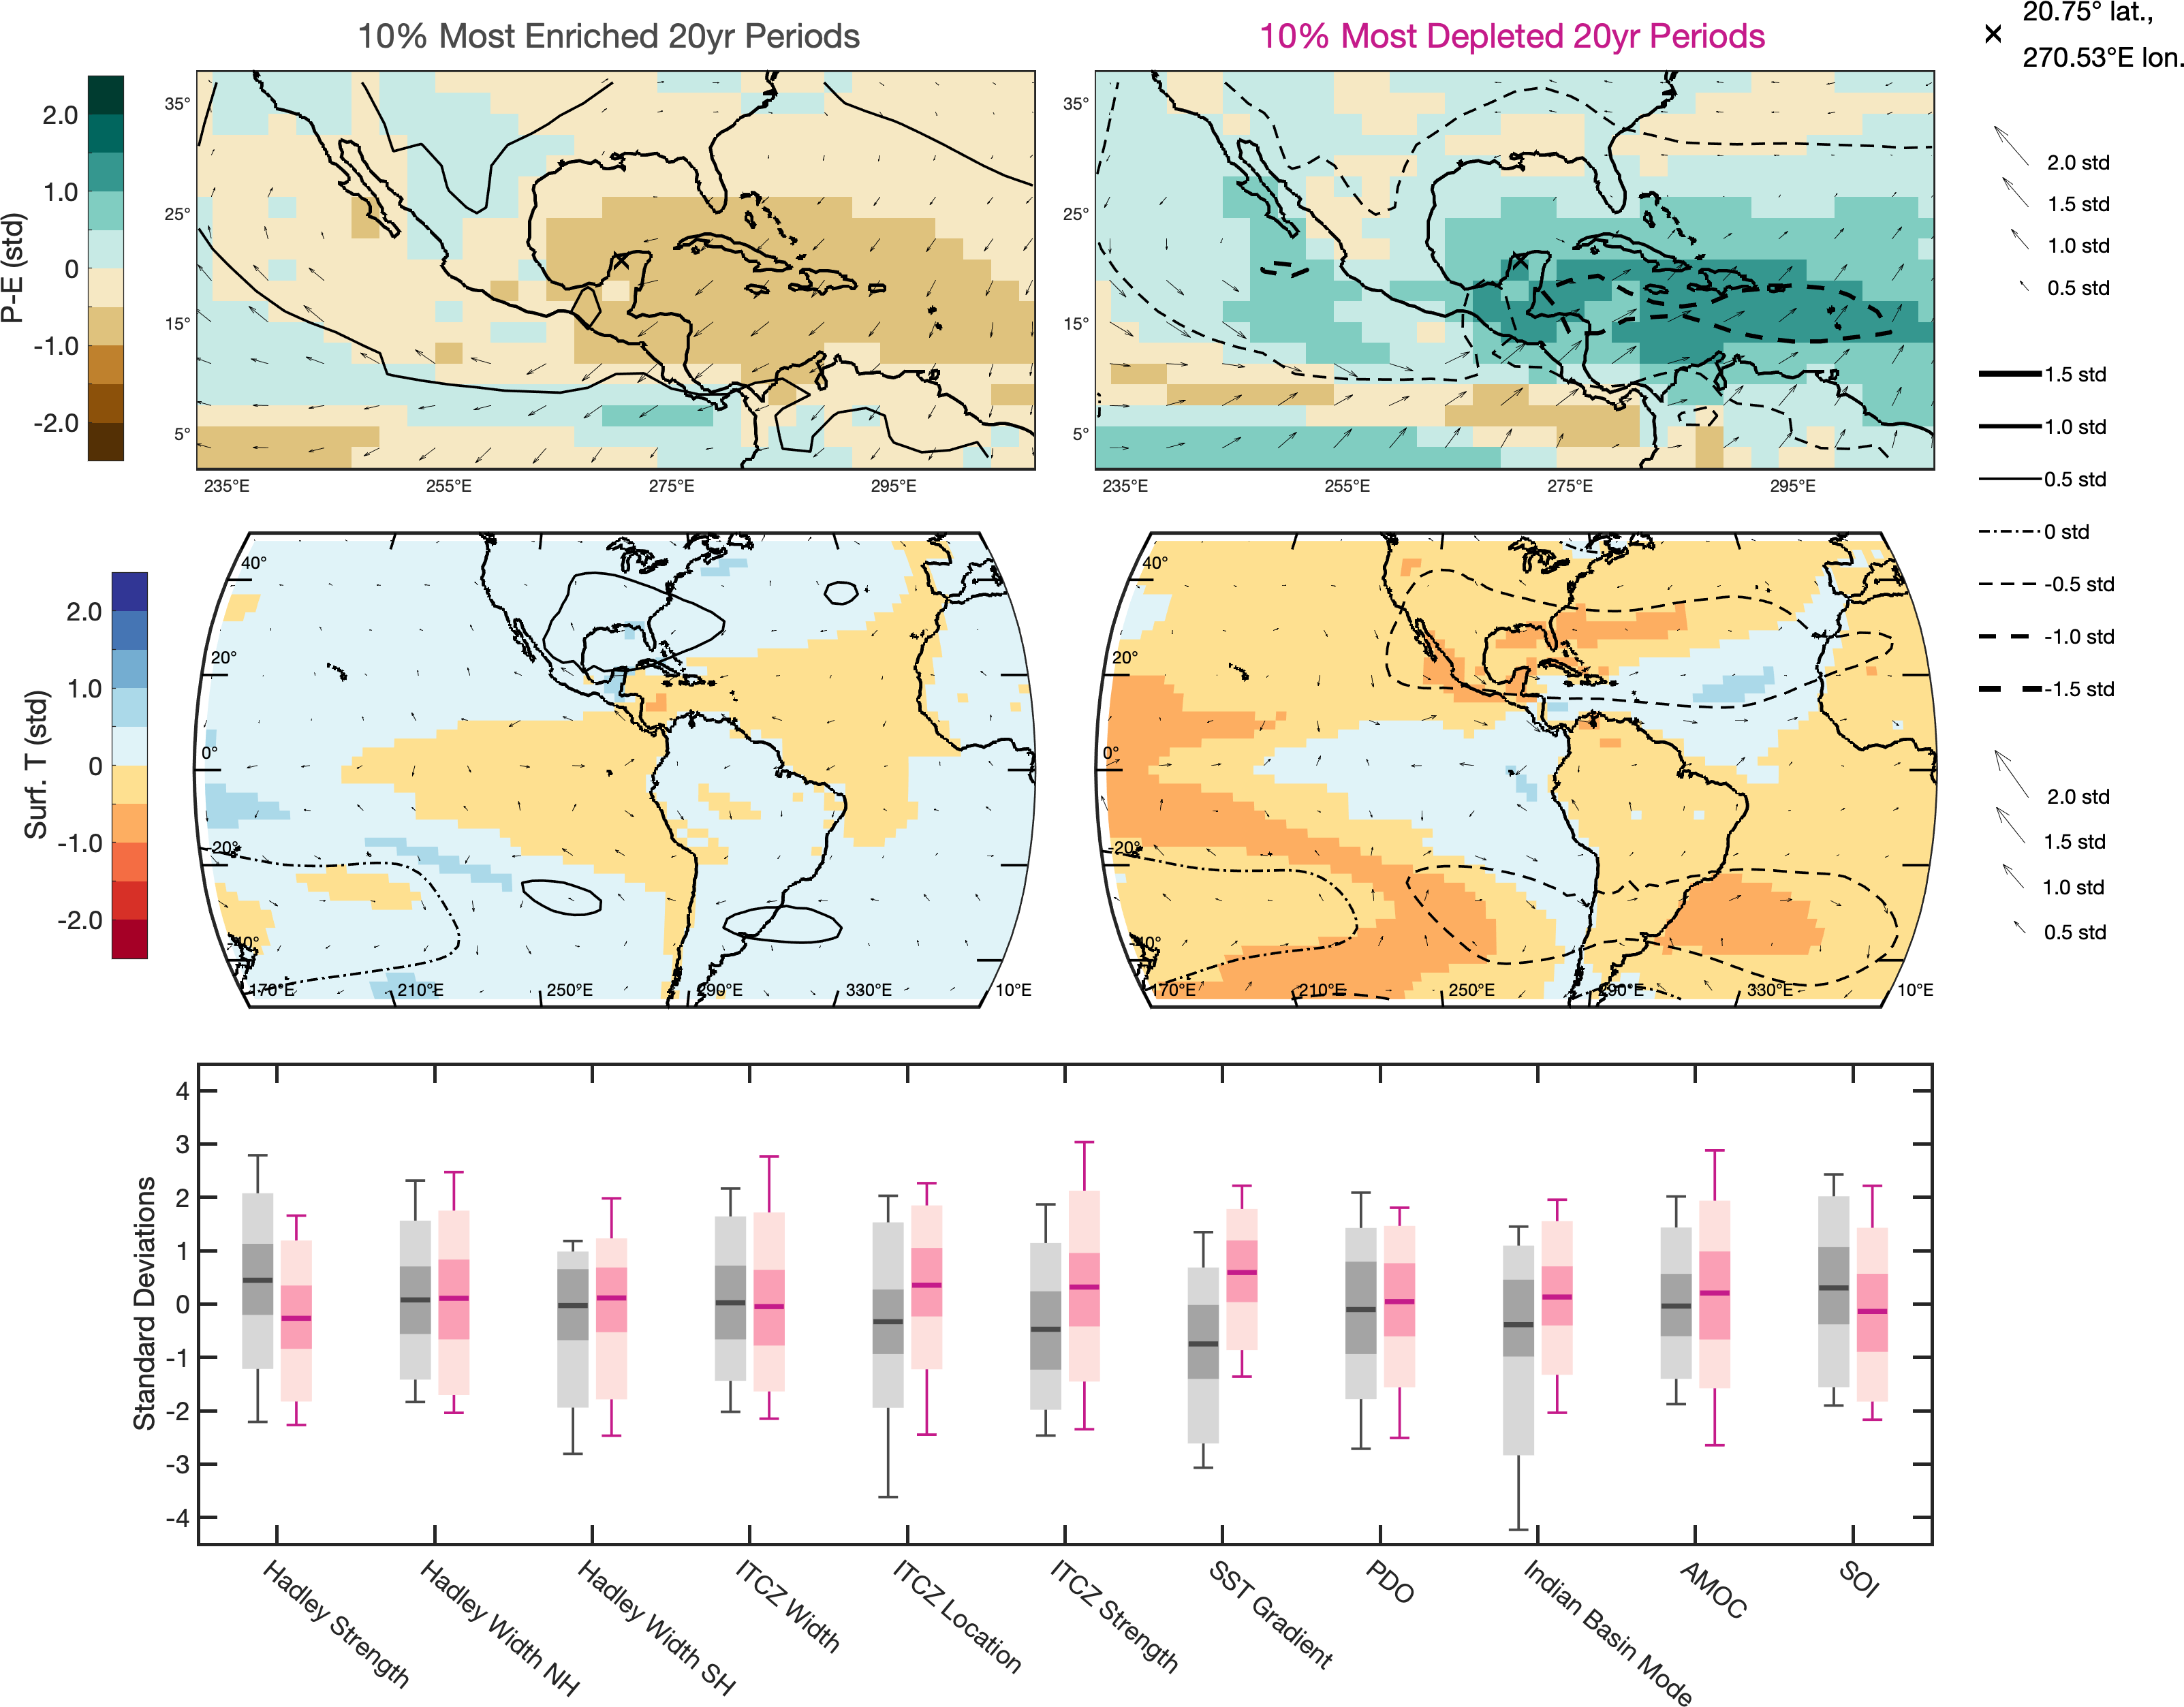 10% Most Enriched 20yr Periods
10% Most Depleted 20yr Periods
20.75° lat.,
270.53°E lon.
P-E (std)
2.0
1.0
0
-1.0
-2.0
35°
25°
15°
5°
235°E
255°E
275°E
295°E
35°
25°
15°
5°
235°E
255°E
275°E
295°E
2.0 std
1.5 std
1.0 std
0.5 std
1.5 std
1.0 std
0.5 std
0 std
-0.5 std
-1.0 std
-1.5 std
Surf. T (std)
2.0
1.0
0
-1.0
-2.0
40°
20°
0°
-20°
-40°
170°E
210°E
250°E
290°E
330°E
10°E
40°
20°
0°
-20°
-40°
170°E
210°E
250°E
290°E
330°E
10°E
2.0 std
1.5 std
1.0 std
0.5 std
Standard Deviations
4
3
2
1
0
-1
-2
-3
-4
Hadley Strength
Hadley Width NH
Hadley Width SH
ITCZ Width
ITCZ Location
ITCZ Strength
SST Gradient
PDO
Indian Basin Mode
AMOC
SOI